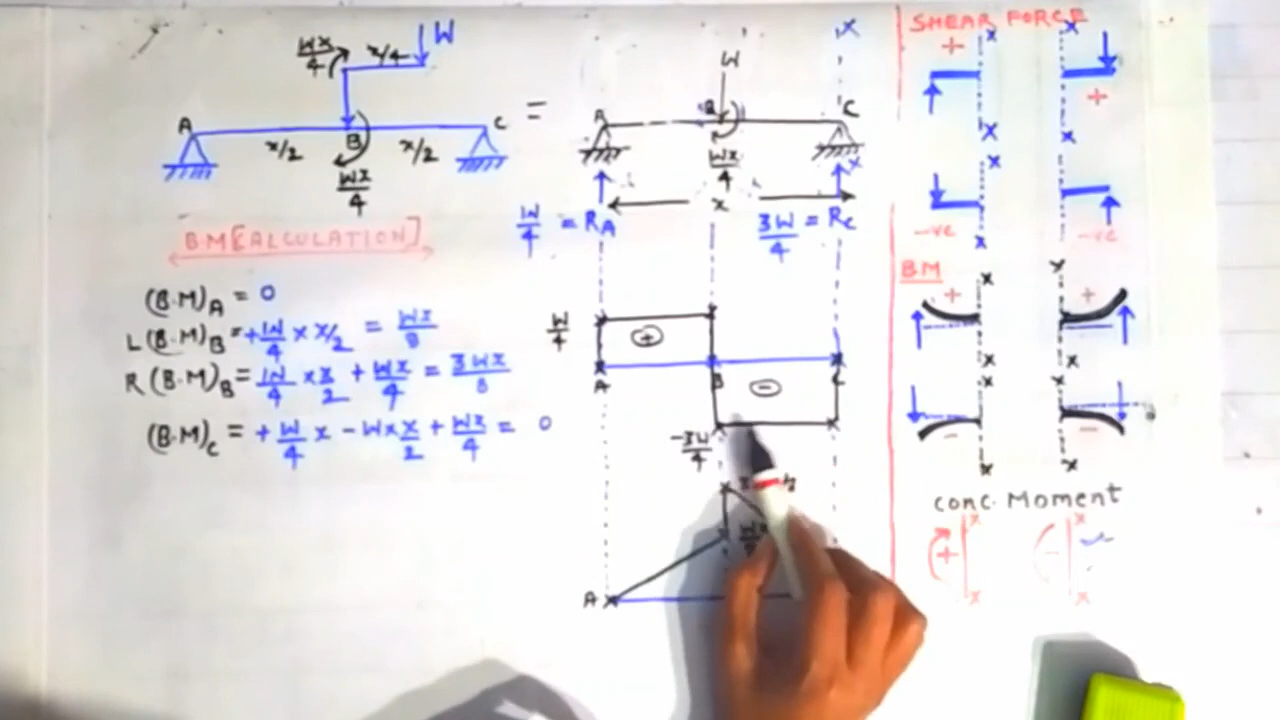 W
Wx/4 x/4
A B C
x/2 x/2
Wx/4
=
W
A B C
Wx/4
x
x
x
W/4 = RA
3W/4 = RC
BM CALCULATION
(B.M)A = 0
L(B.M)B = +W/4 × x/2 = Wx/8
R(B.M)B = W/4 × x/2 + Wx/4 = 3Wx/8
(B.M)C = +W/4 x - W×x/2 + Wx/4 = 0
W/4
+
A B C
-
-3W/4
A
SHEAR FORCE
+ x x
+
x x
x
-ve x -ve
BM
x x
+ +
x x
x x
- -
x x
conc. Moment
+ x - x
x x